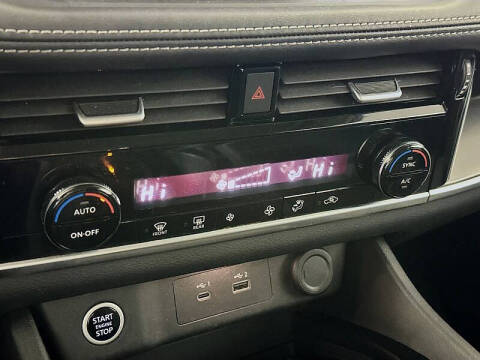 Hi
Hi
AUTO
ON-OFF
SYNC
A/C
FRONT
REAR
1
2
START
ENGINE
STOP